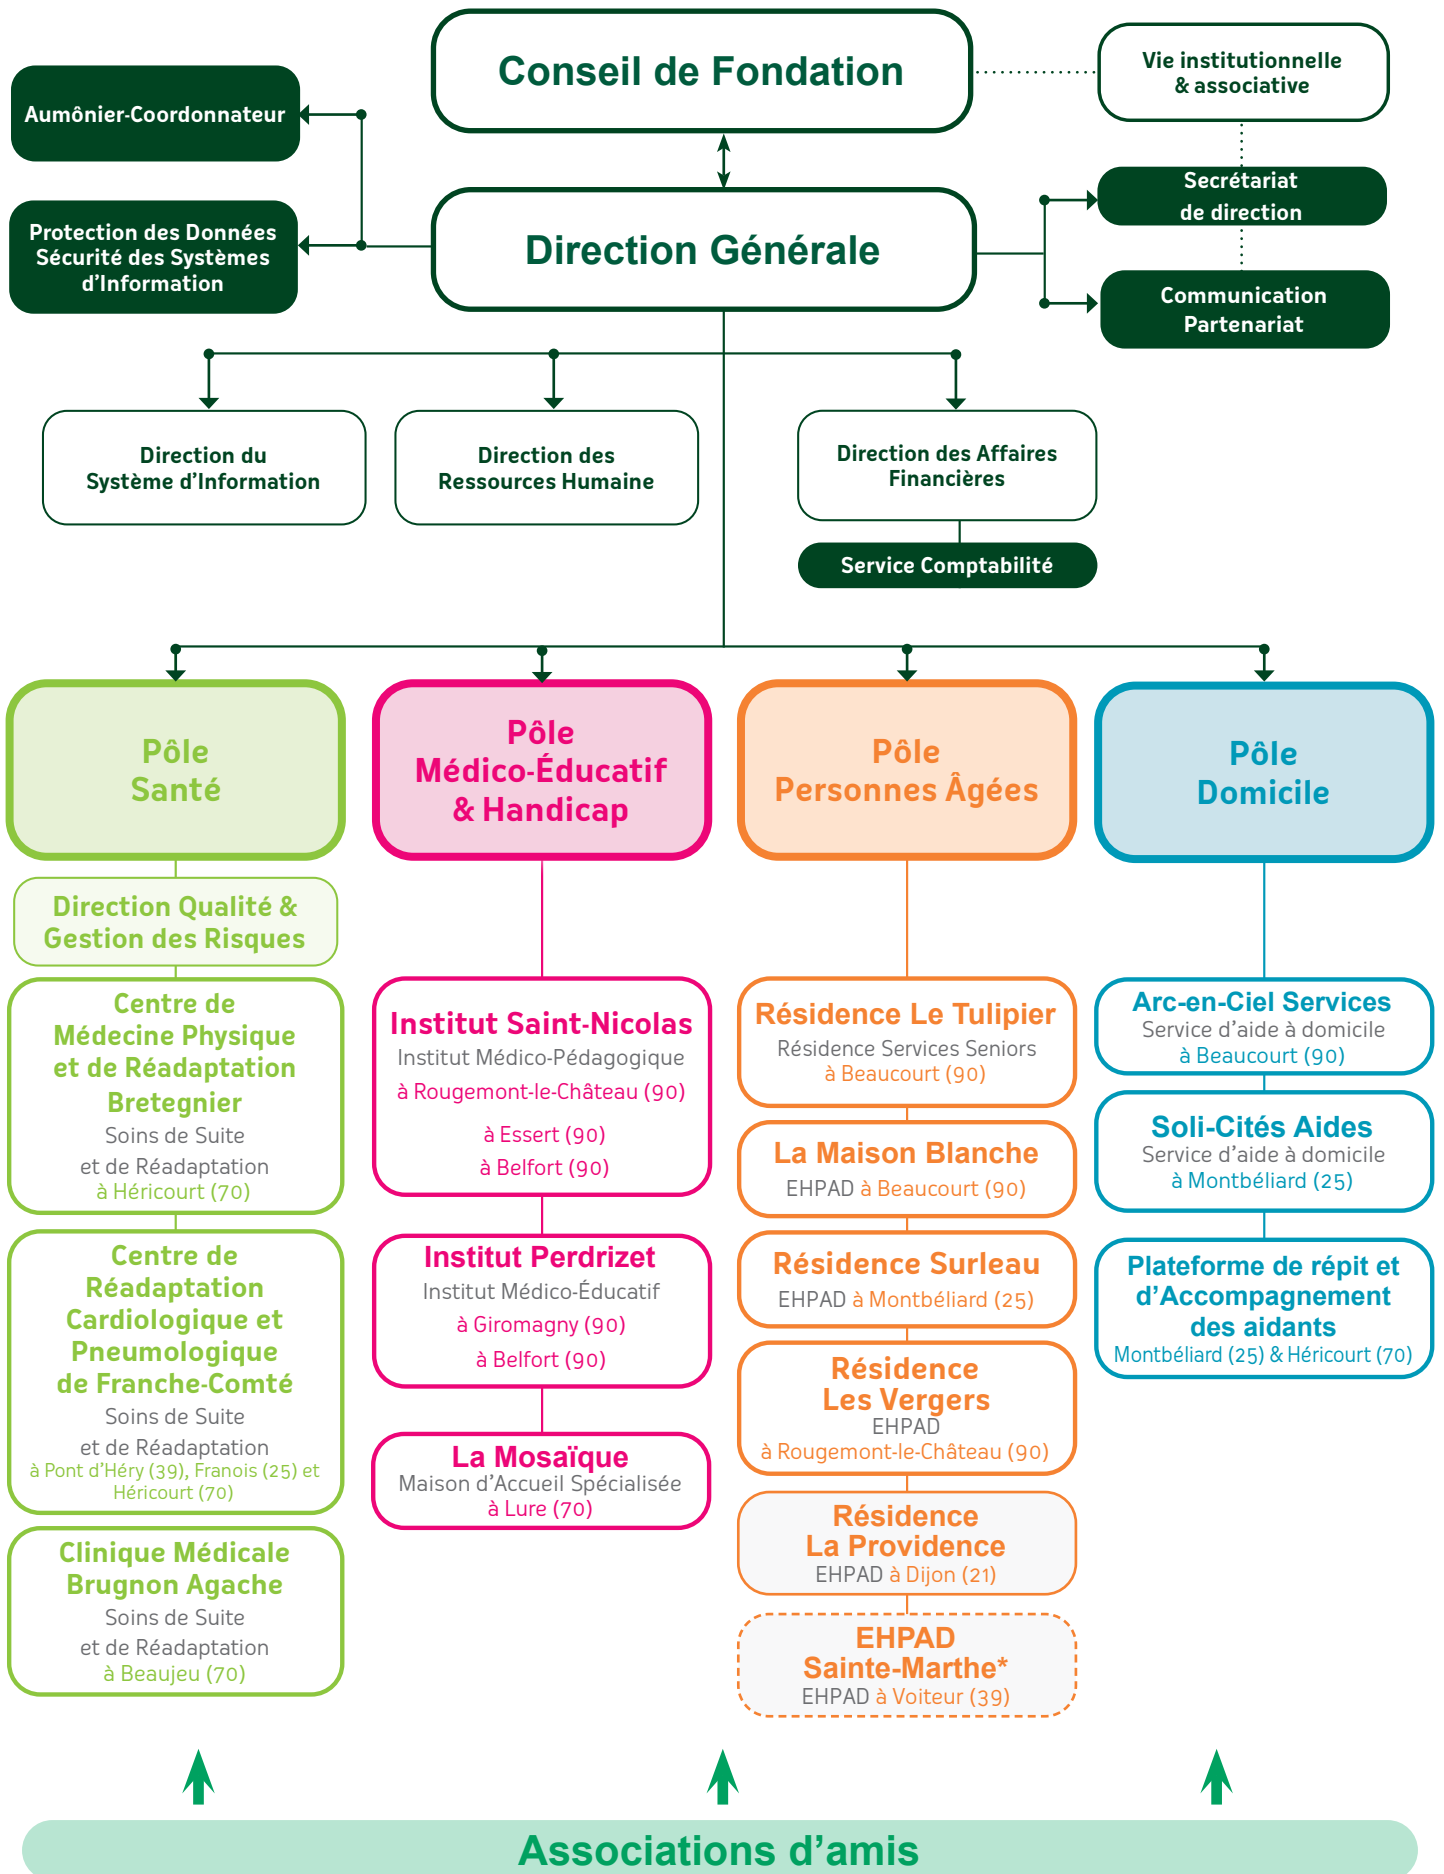 Conseil de Fondation
Vie institutionnelle
& associative
Aumônier-Coordonnateur
Secrétariat
de direction
Protection des Données
Sécurité des Systèmes
d'Information
Direction Générale
Communication
Partenariat
Direction du
Système d'Information
Direction des
Ressources Humaine
Direction des Affaires
Financières
Service Comptabilité
Pôle
Santé
Direction Qualité &
Gestion des Risques
Centre de
Médecine Physique
et de Réadaptation
Bretegnier
Soins de Suite
et de Réadaptation
à Héricourt (70)
Centre de
Réadaptation
Cardiologique et
Pneumologique
de Franche-Comté
Soins de Suite
et de Réadaptation
à Pont d'Héry (39), Franois (25) et
Héricourt (70)
Clinique Médicale
Brugnon Agache
Soins de Suite
et de Réadaptation
à Beaujeu (70)
Pôle
Médico-Éducatif
& Handicap
Institut Saint-Nicolas
Institut Médico-Pédagogique
à Rougemont-le-Château (90)
à Essert (90)
à Belfort (90)
Institut Perdrizet
Institut Médico-Éducatif
à Giromagny (90)
à Belfort (90)
La Mosaïque
Maison d'Accueil Spécialisée
à Lure (70)
Pôle
Personnes Âgées
Résidence Le Tulipier
Résidence Services Seniors
à Beaucourt (90)
La Maison Blanche
EHPAD à Beaucourt (90)
Résidence Surleau
EHPAD à Montbéliard (25)
Résidence
Les Vergers
EHPAD
à Rougemont-le-Château (90)
Résidence
La Providence
EHPAD à Dijon (21)
EHPAD
Sainte-Marthe*
EHPAD à Voiteur (39)
Pôle
Domicile
Arc-en-Ciel Services
Service d'aide à domicile
à Beaucourt (90)
Soli-Cités Aides
Service d'aide à domicile
à Montbéliard (25)
Plateforme de répit et
d'Accompagnement
des aidants
Montbéliard (25) & Héricourt (70)
Associations d'amis